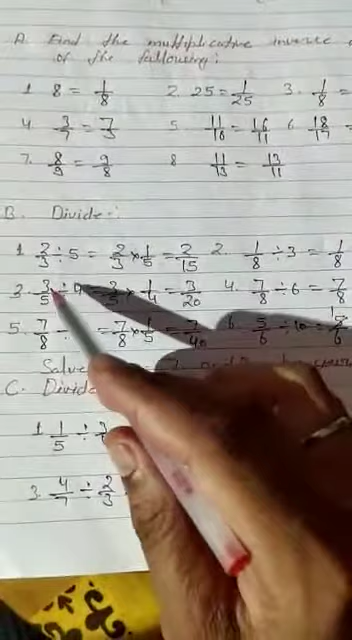 A. Find the multiplicative inverse
of the following:
1. 8 = 1/8 2. 25 = 1/25 3. 1/8 =
4. 3/7 = 7/3 5. 11/16 = 16/11 6. 18/17 =
7. 8/9 = 9/8 8. 11/13 = 13/11
B. Divide:-
1. 2/3 ÷ 5 = 2/3 × 1/5 = 2/15 2. 1/8 ÷ 3 = 1/8
3. 3/5 ÷ = 3/5 × 1/4 = 3/20 4. 7/8 ÷ 6 = 7/8
5. 7/8 ÷ = 7/8 × 1/5 = 7/40 6. 5/6 ÷ 10 = 5/6
Solve
C. Divide
1. 1/5 ÷
3. 4/7 ÷ 2/3